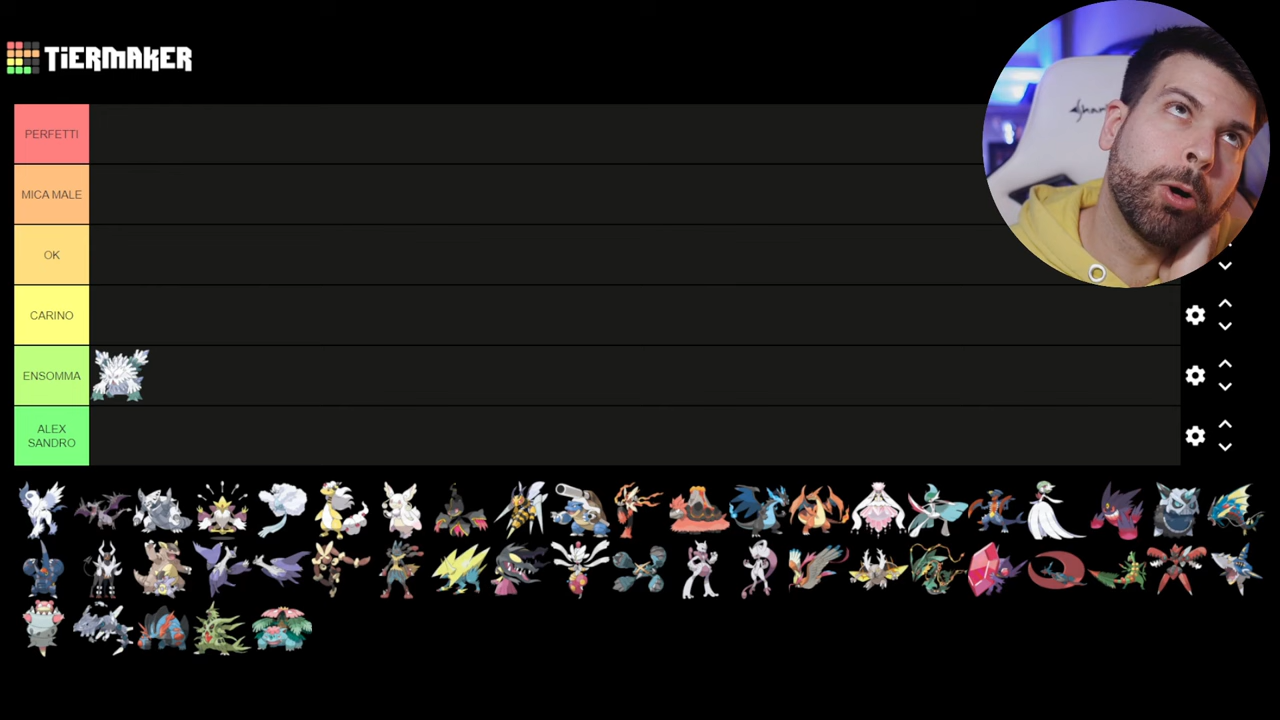 TiERMAKER
PERFETTI
MICA MALE
OK
CARINO
ENSOMMA
ALEX
SANDRO